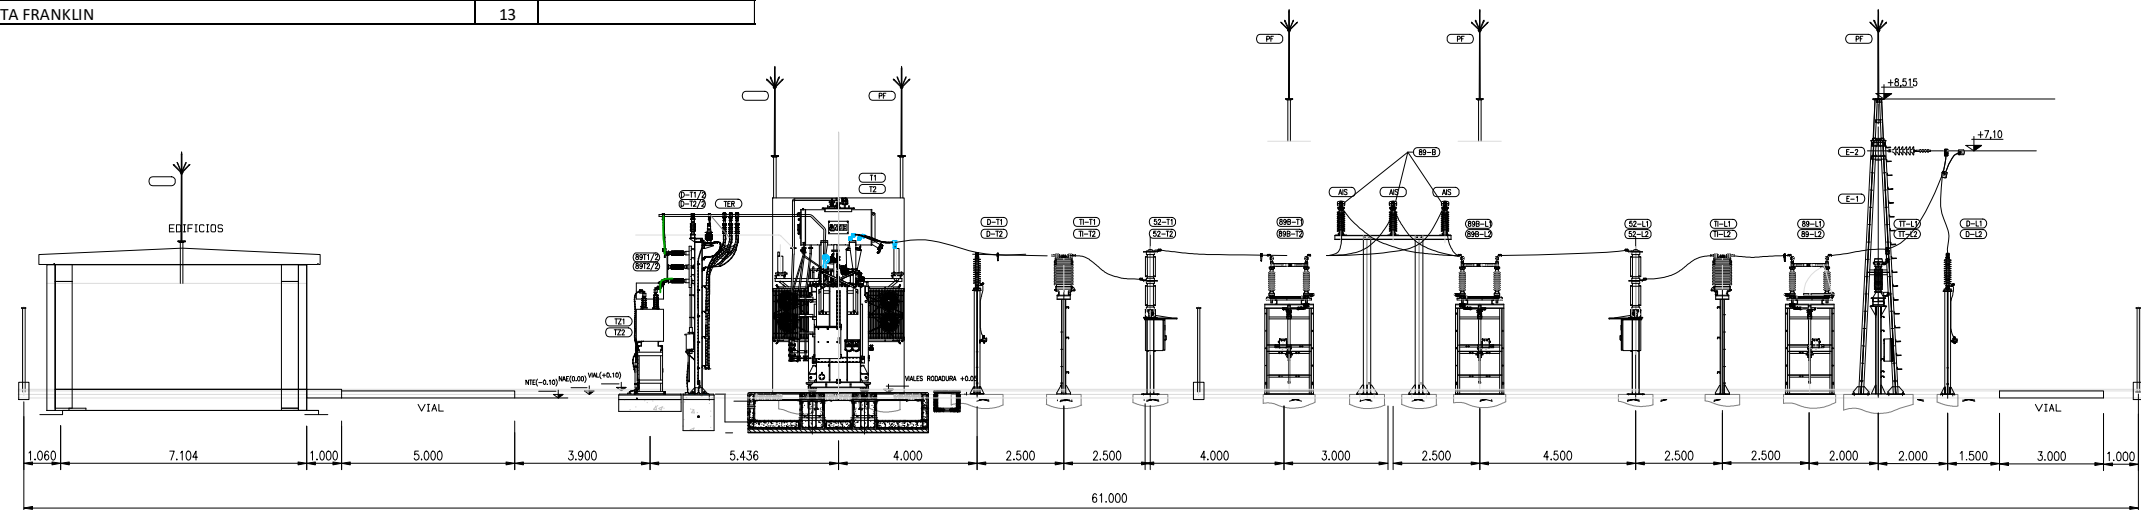 TA FRANKLIN 13
PF PF PF
+8,515
PF
+7,10
89-B
E-2
T1
T2
D-T1/2
D-T2/2
TER
AIS AIS AIS
E-1
EDIFICIOS
D-T1
D-T2
TI-T1
TI-T2
52-T1
52-T2
89B-T1
89B-T2
89B-L1
89B-L2
52-L1
52-L2
TI-L1
TI-L2
89-L1
89-L2
TT-L1
TT-L2
D-L1
D-L2
89T1/2
89T2/2
TZ1
TZ2
NTE(-0.10) NAE(0.00) VIAL(+0.10)
VIALES RODADURA +0.05
VIAL
VIAL
1.060 7.104 1.000 5.000 3.900 5.436 4.000 2.500 2.500 4.000 3.000 2.500 4.500 2.500 2.500 2.000 2.000 1.500 3.000 1.000
61.000